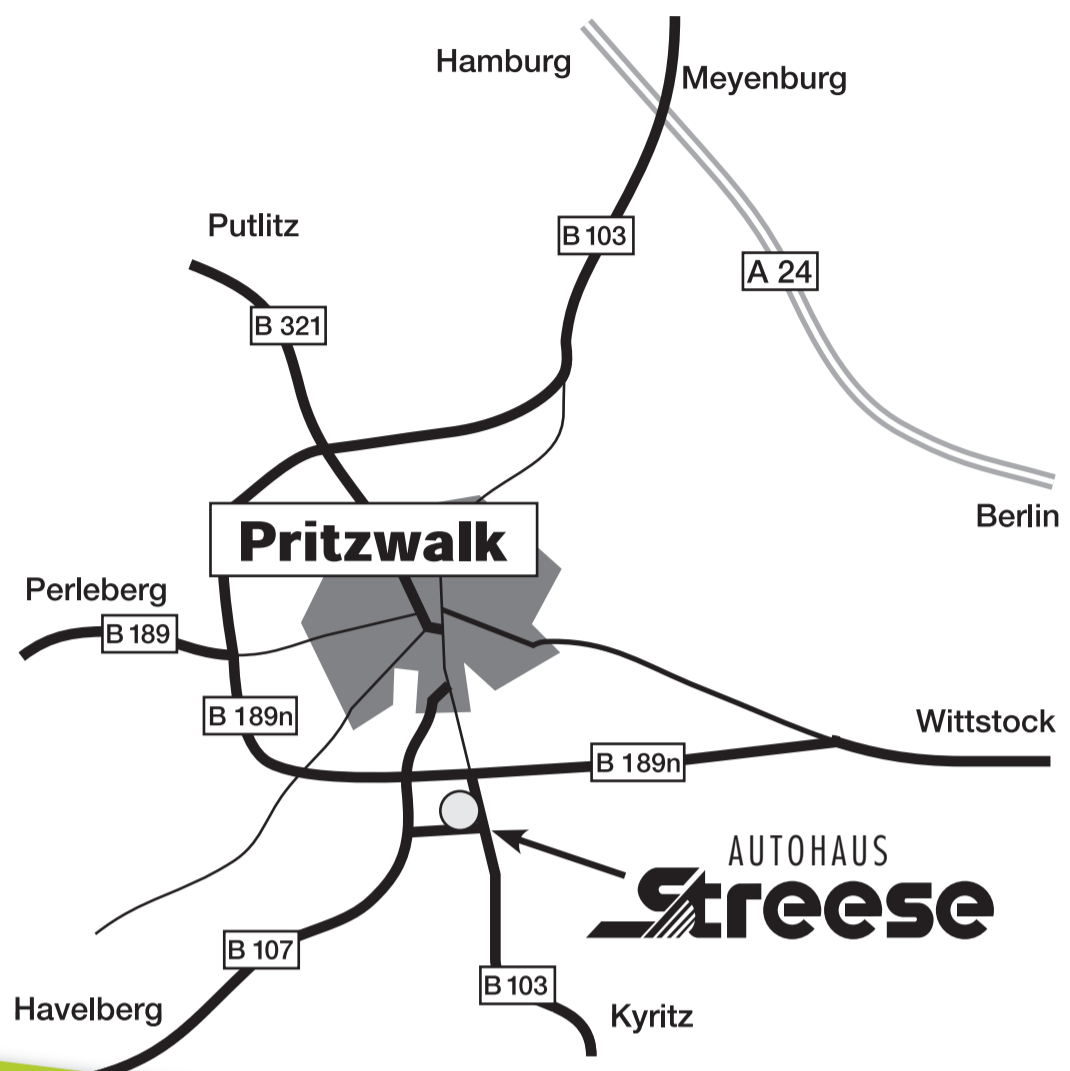 Hamburg
Meyenburg
Putlitz
B 103
A 24
B 321
Berlin
Pritzwalk
Perleberg
B 189
B 189n
Wittstock
B 189n
AUTOHAUS
Streese
B 107
B 103
Havelberg
Kyritz